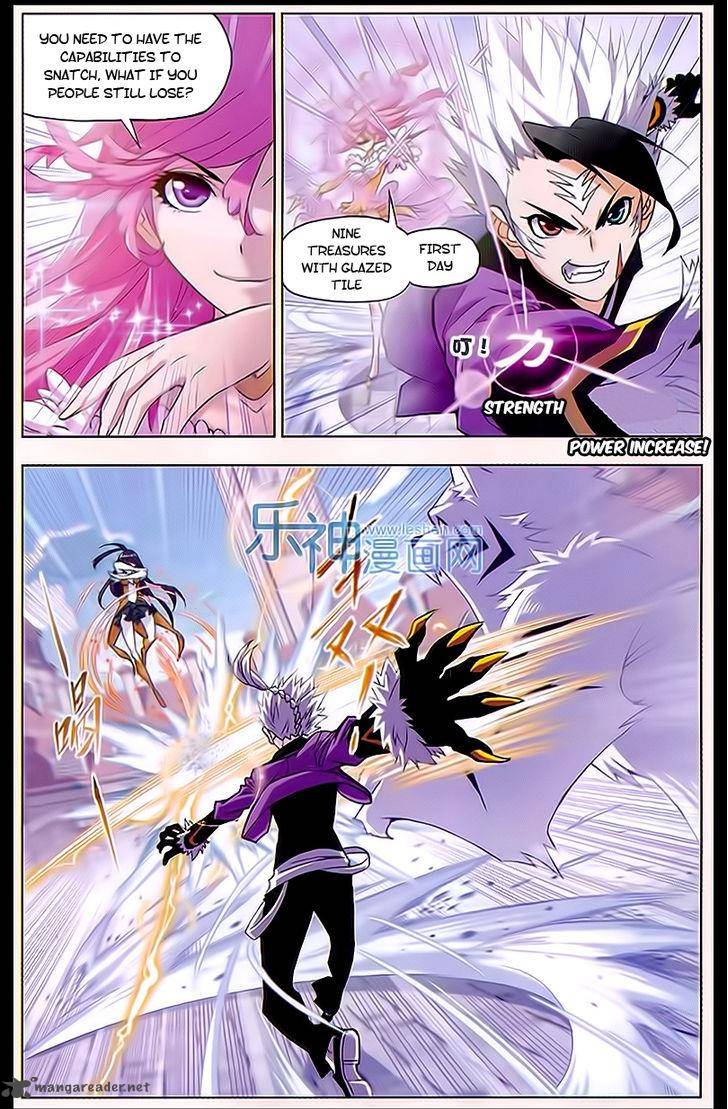 YOU NEED TO HAVE THE
CAPABILITIES TO
SNATCH, WHAT IF YOU
PEOPLE STILL LOSE?
NINE
TREASURES
WITH GLAZED
TILE
FIRST
DAY
叮!
力
STRENGTH
POWER INCREASE!
乐神漫画网
www.leshen.com
喝
mangareader.net